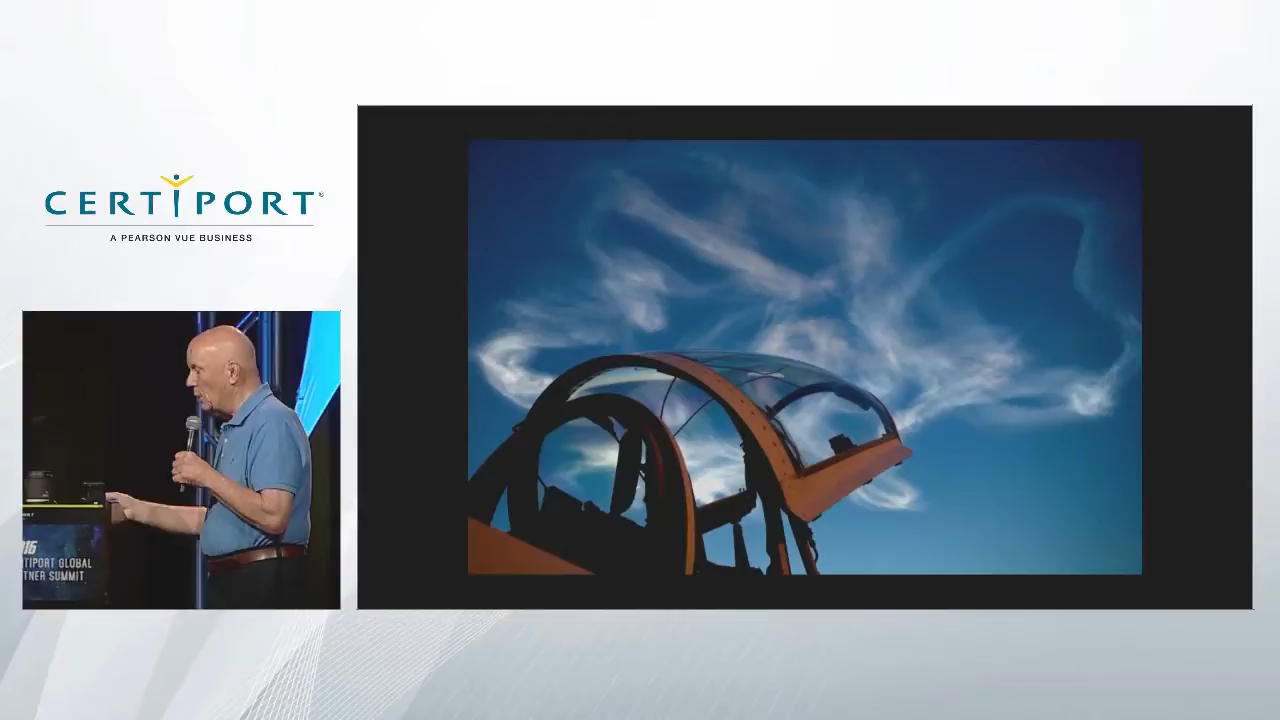 CERTIPORT®
A PEARSON VUE BUSINESS
TIPORT GLOBAL
TNER SUMMIT